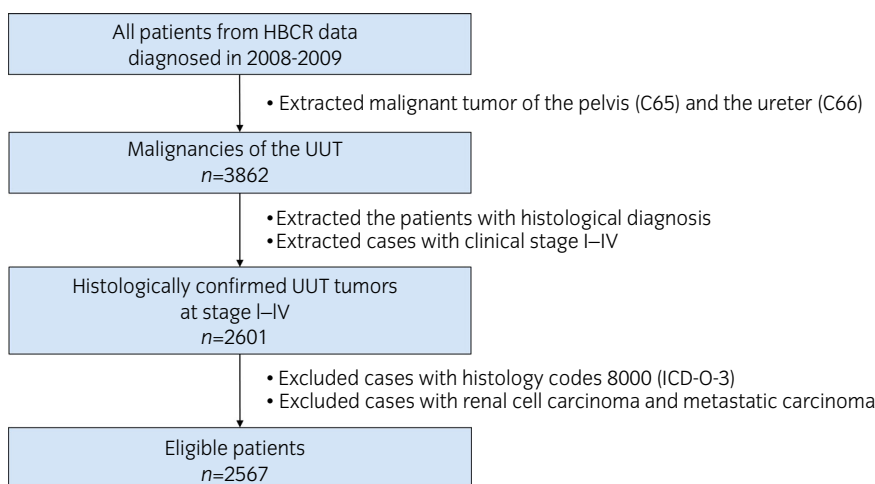 All patients from HBCR data
diagnosed in 2008-2009
• Extracted malignant tumor of the pelvis (C65) and the ureter (C66)
Malignancies of the UUT
n=3862
• Extracted the patients with histological diagnosis
• Extracted cases with clinical stage I–IV
Histologically confirmed UUT tumors
at stage I–IV
n=2601
• Excluded cases with histology codes 8000 (ICD-O-3)
• Excluded cases with renal cell carcinoma and metastatic carcinoma
Eligible patients
n=2567